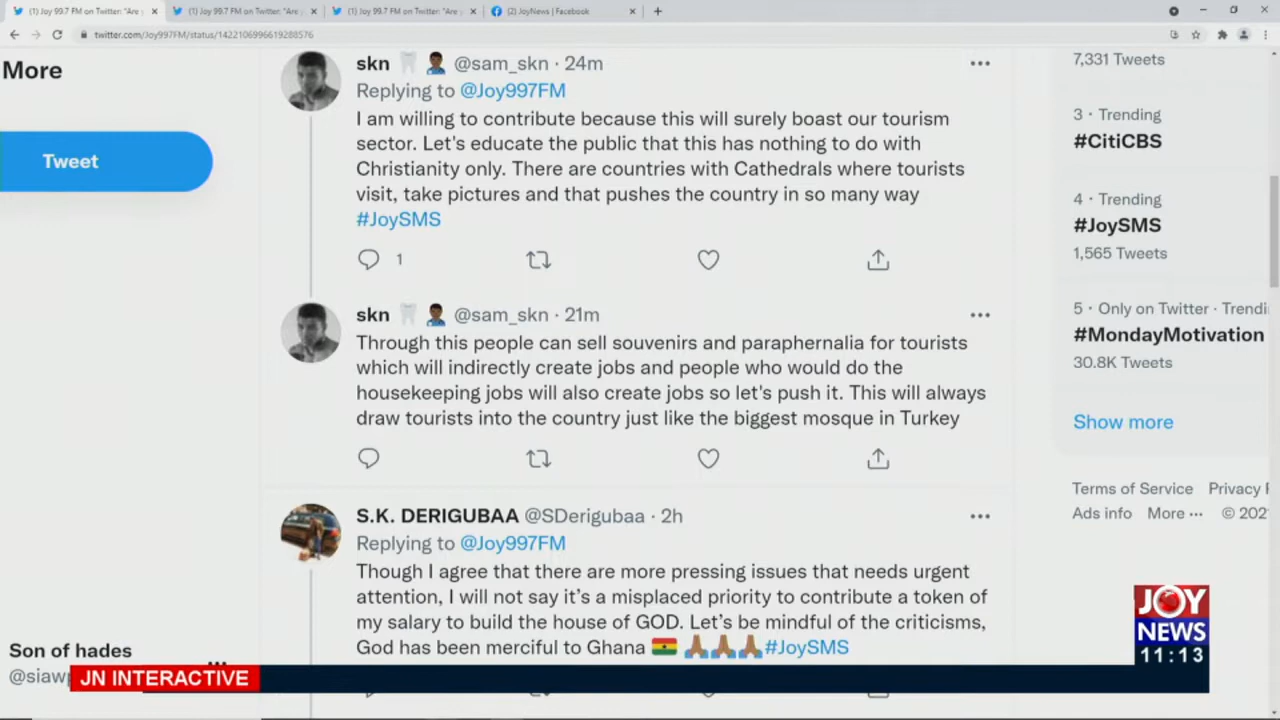 (1) Joy 99.7 FM on Twitter: "Are
(1) Joy 99.7 FM on Twitter: "Are
(1) Joy 99.7 FM on Twitter: "Are
(2) JoyNews | Facebook
twitter.com/Joy997FM/status/1422106996619288576
More
Tweet
skn @sam_skn · 24m
Replying to @Joy997FM
I am willing to contribute because this will surely boast our tourism
sector. Let's educate the public that this has nothing to do with
Christianity only. There are countries with Cathedrals where tourists
visit, take pictures and that pushes the country in so many way
#JoySMS
1
skn @sam_skn · 21m
Through this people can sell souvenirs and paraphernalia for tourists
which will indirectly create jobs and people who would do the
housekeeping jobs will also create jobs so let's push it. This will always
draw tourists into the country just like the biggest mosque in Turkey
S.K. DERIGUBAA @SDerigubaa · 2h
Replying to @Joy997FM
Though I agree that there are more pressing issues that needs urgent
attention, I will not say it's a misplaced priority to contribute a token of
my salary to build the house of GOD. Let's be mindful of the criticisms,
God has been merciful to Ghana 🇬🇭 🙏🏾🙏🏾🙏🏾#JoySMS
7,331 Tweets
3 · Trending
#CitiCBS
4 · Trending
#JoySMS
1,565 Tweets
5 · Only on Twitter · Trendi
#MondayMotivation
30.8K Tweets
Show more
Terms of Service Privacy
Ads info More ··· © 202
Son of hades
@siaw
JN INTERACTIVE
JOY
NEWS
11:13